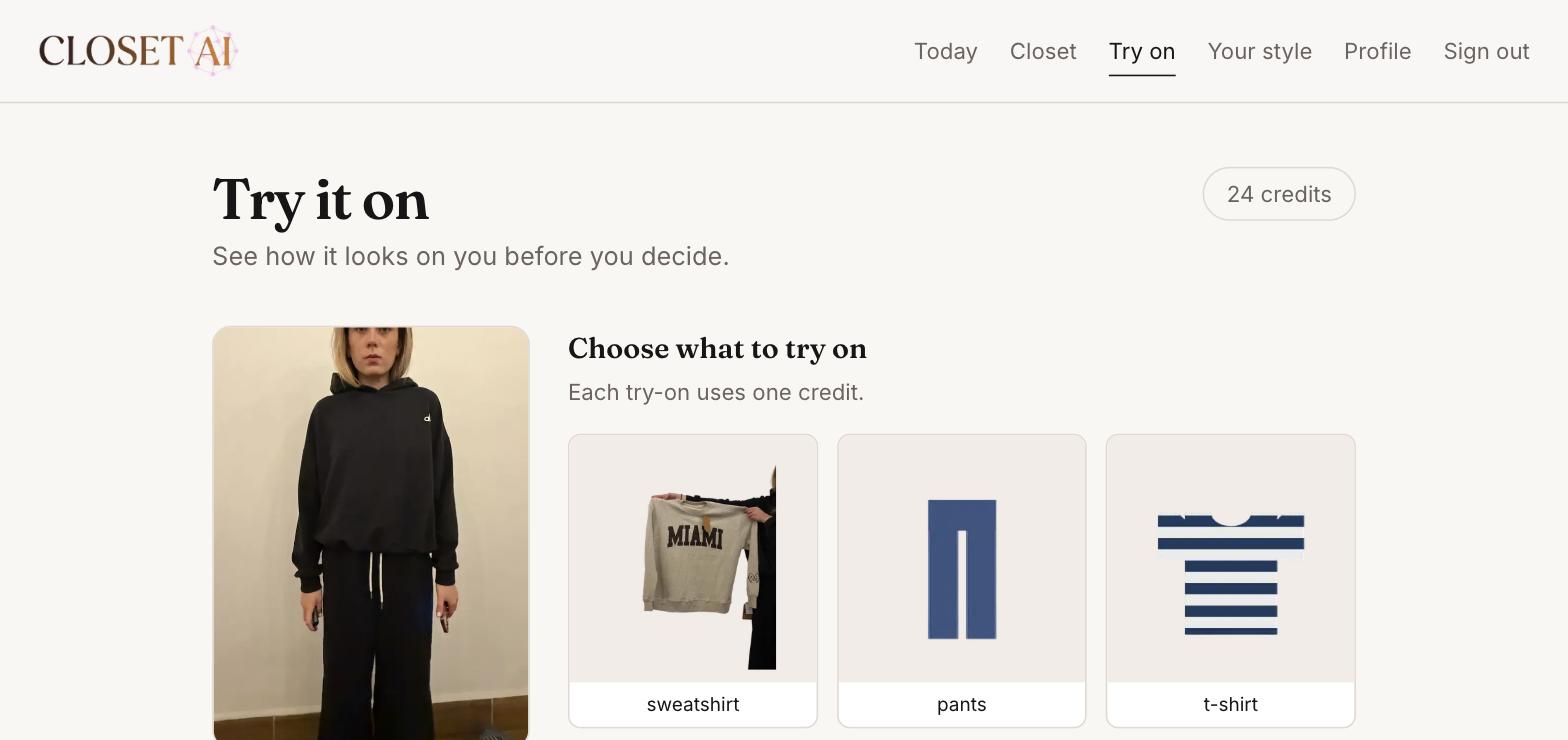 CLOSET AI
Today Closet Try on Your style Profile Sign out
Try it on
24 credits
See how it looks on you before you decide.
Choose what to try on
Each try-on uses one credit.
MIAMI
sweatshirt
pants
t-shirt